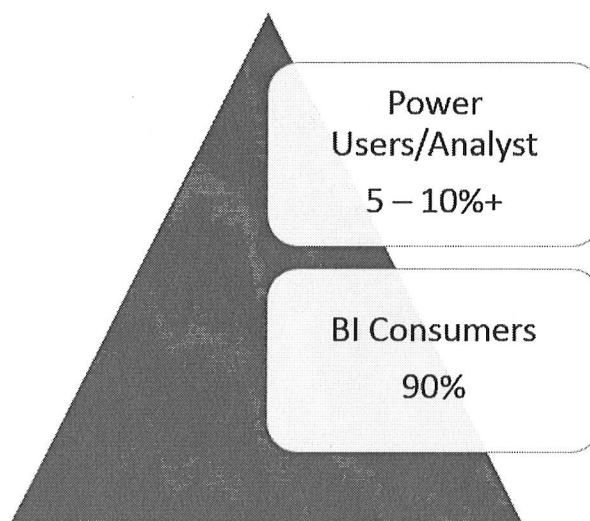 Power
Users/Analyst
5 – 10%+
BI Consumers
90%